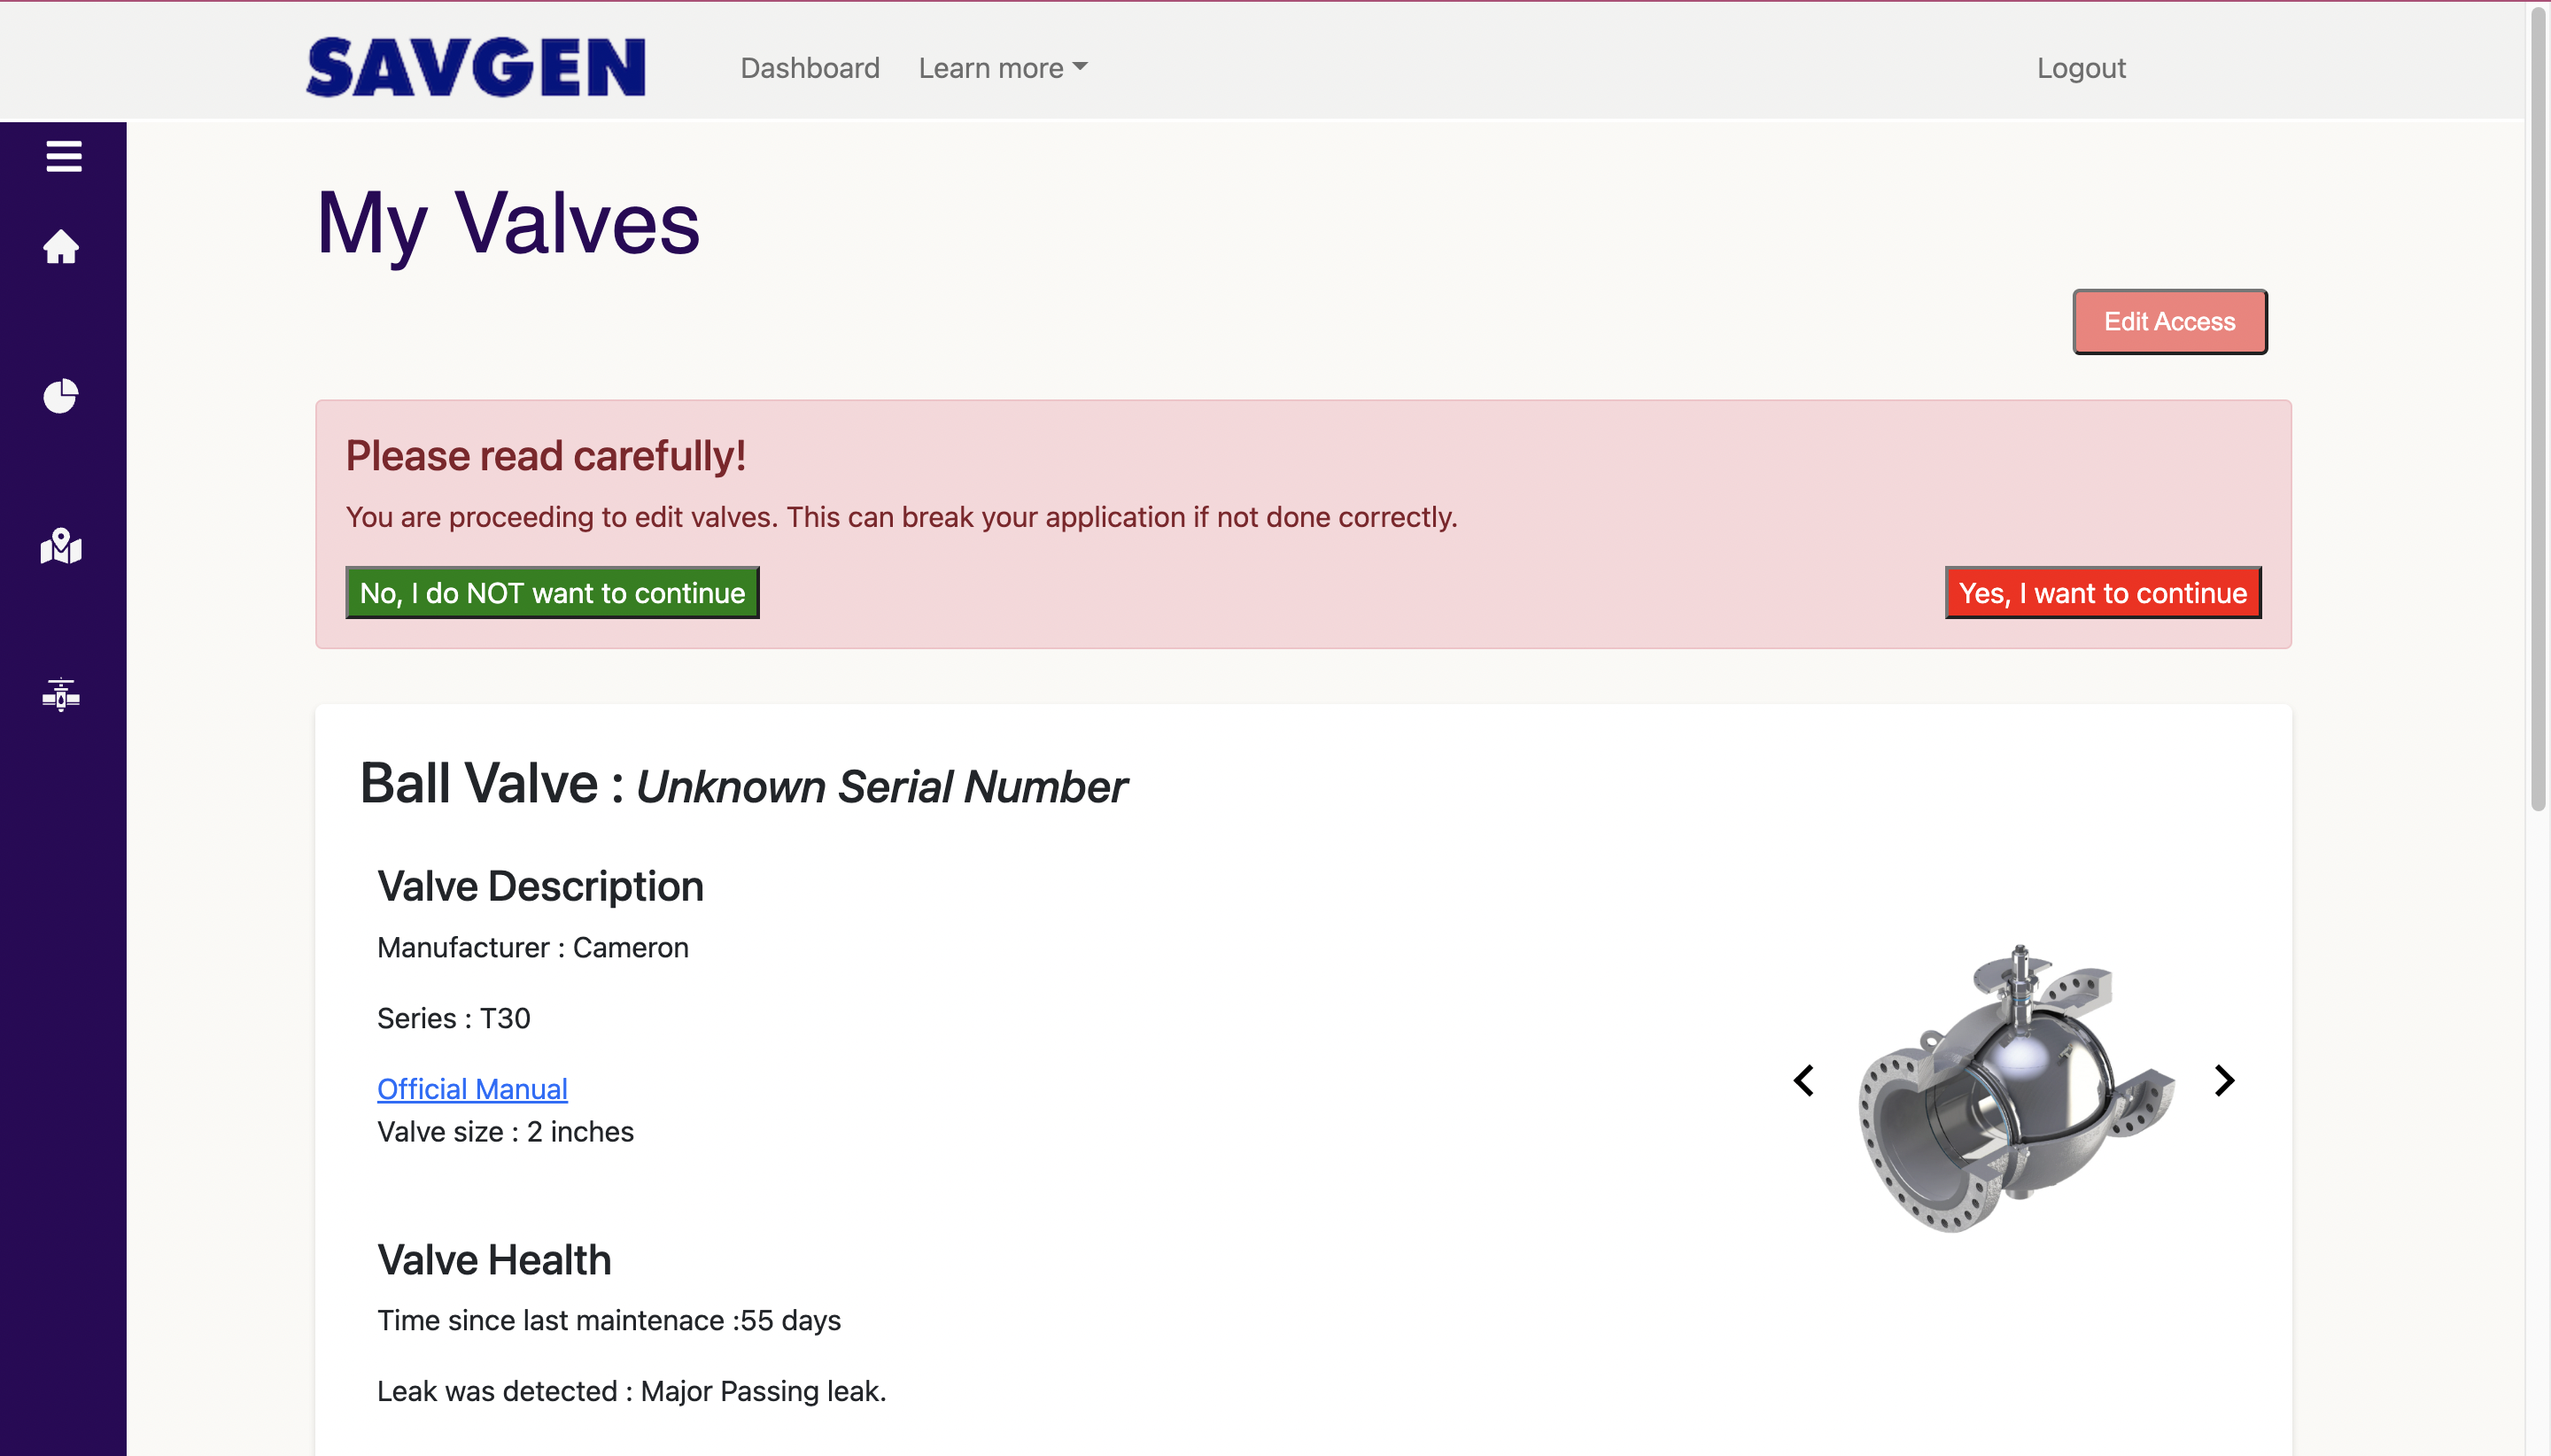 SAVGEN
Dashboard
Learn more
Logout
My Valves
Edit Access
Please read carefully!
You are proceeding to edit valves. This can break your application if not done correctly.
No, I do NOT want to continue
Yes, I want to continue
Ball Valve : Unknown Serial Number
Valve Description
Manufacturer : Cameron
Series : T30
Official Manual
Valve size : 2 inches
Valve Health
Time since last maintenace :55 days
Leak was detected : Major Passing leak.